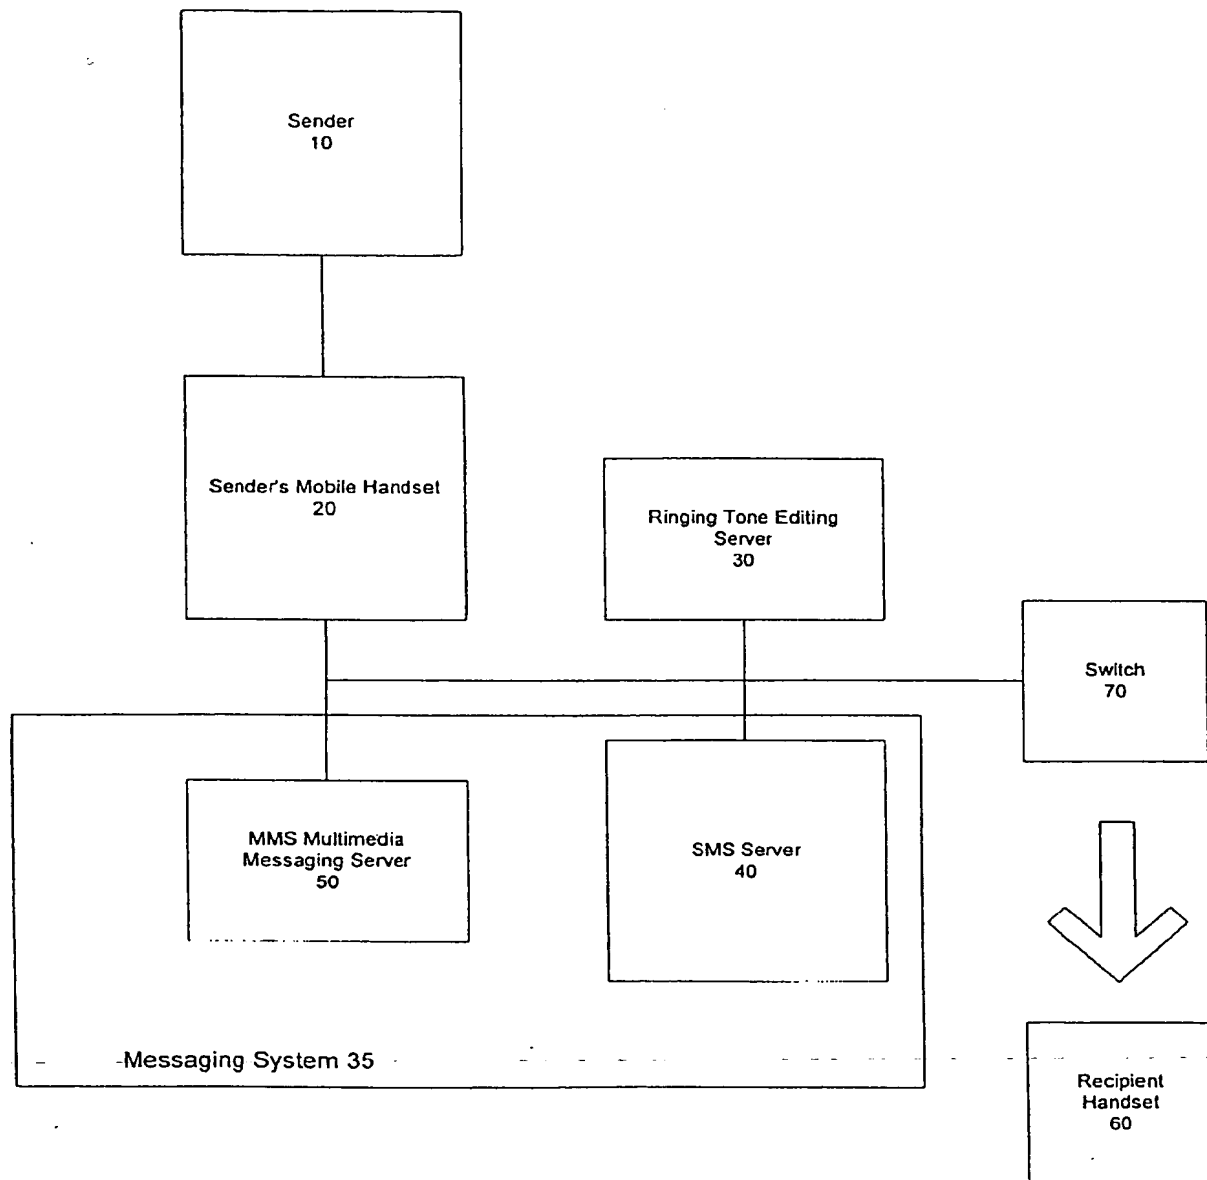 Sender
10
Sender's Mobile Handset
20
Ringing Tone Editing
Server
30
Switch
70
MMS Multimedia
Messaging Server
50
SMS Server
40
Messaging System 35
Recipient
Handset
60